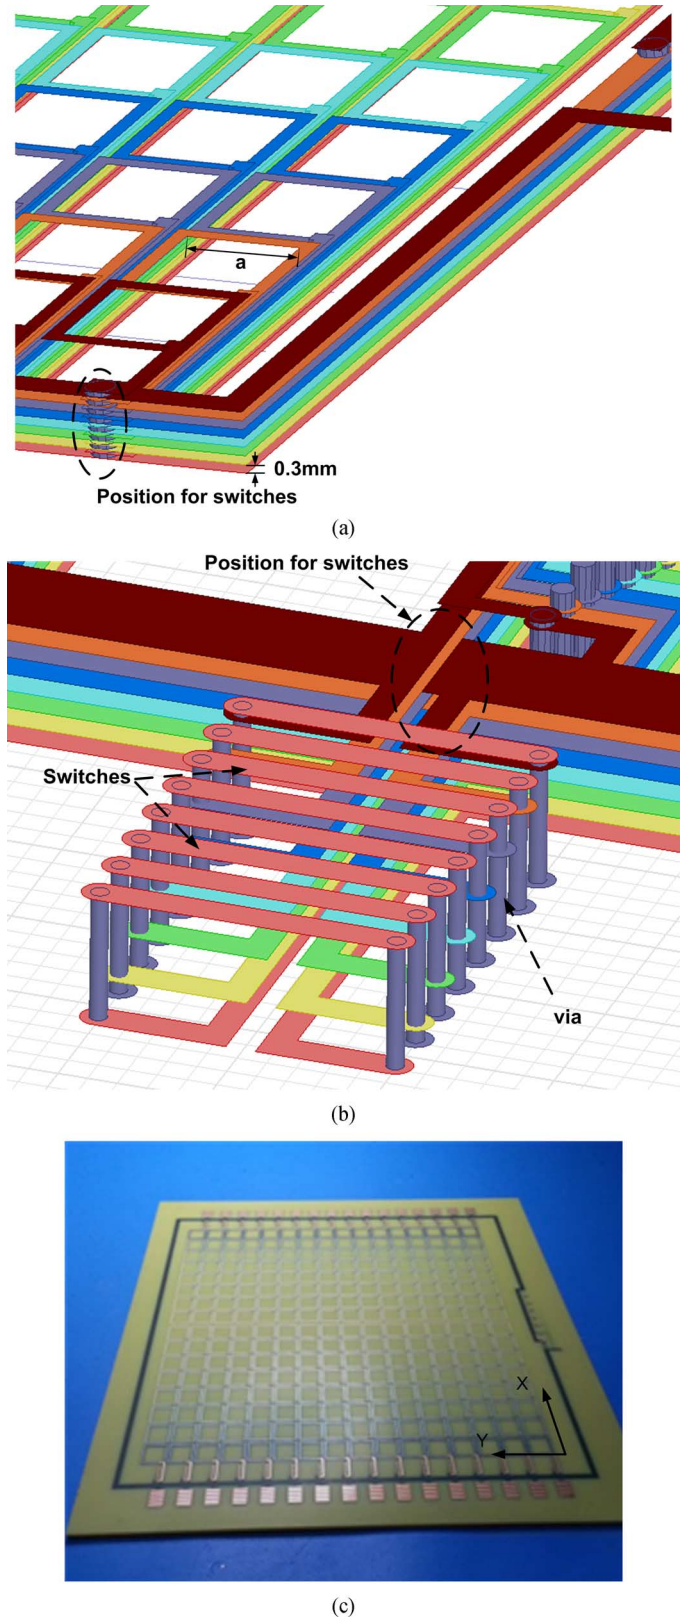 a
0.3mm
Position for switches
(a)
Position for switches
Switches
via
(b)
X
Y
(c)